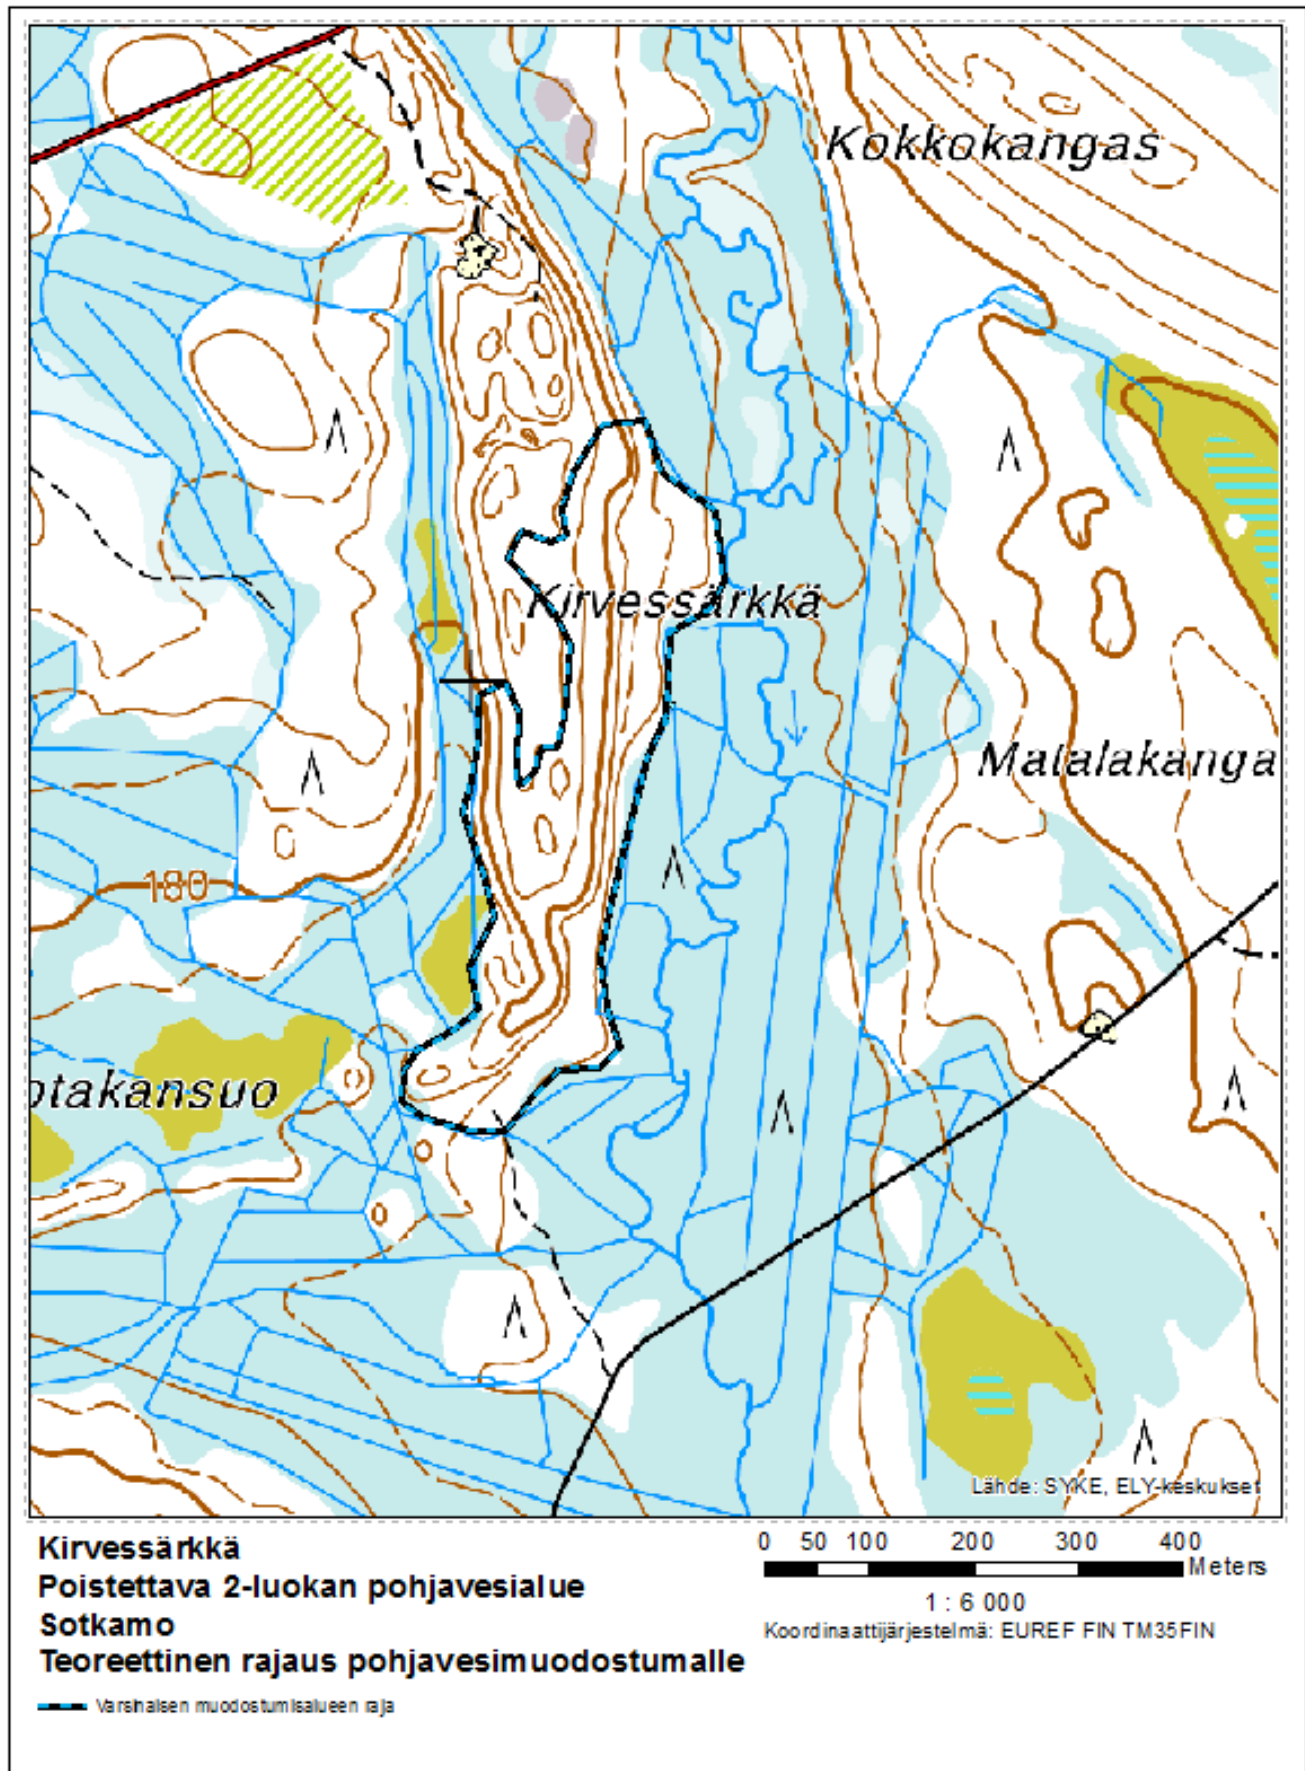 Kokkokangas
Kirvessärkkä
Matalakanga
180
otakansuo
Lähde: SYKE, ELY-keskukset
Kirvessärkkä
Poistettava 2-luokan pohjavesialue
Sotkamo
Teoreettinen rajaus pohjavesimuodostumalle
Varsinaisen muodostumisalueen raja
0 50 100 200 300 400
Meters
1 : 6 000
Koordinaattijärjestelmä: EUREF FIN TM35FIN